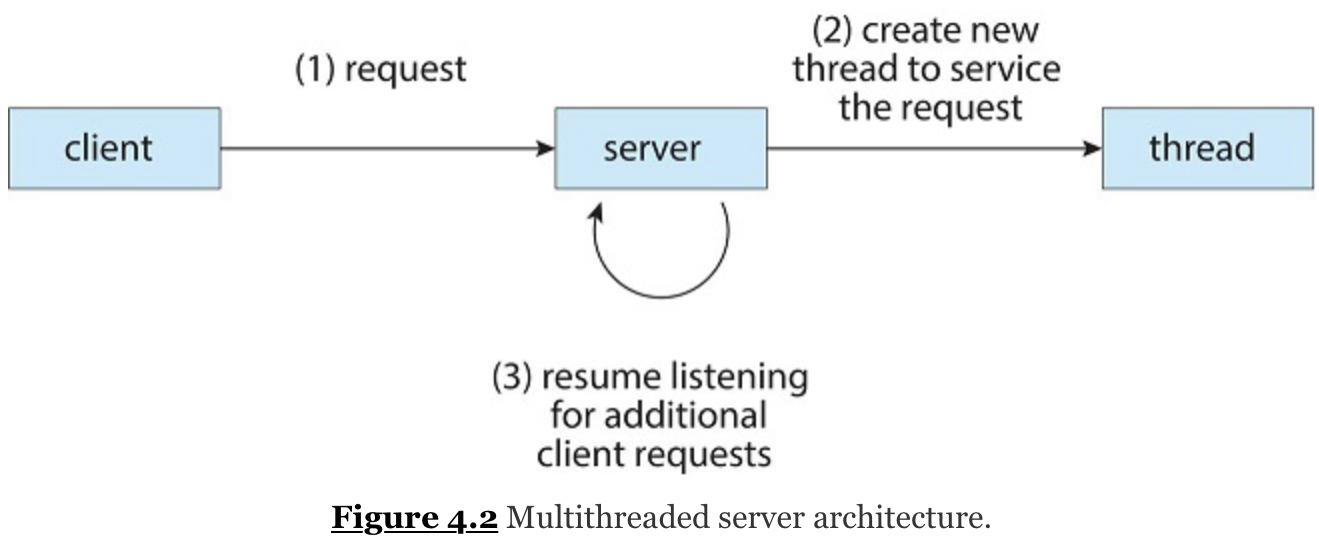 (1) request
(2) create new
thread to service
the request
client
server
thread
(3) resume listening
for additional
client requests
Figure 4.2 Multithreaded server architecture.